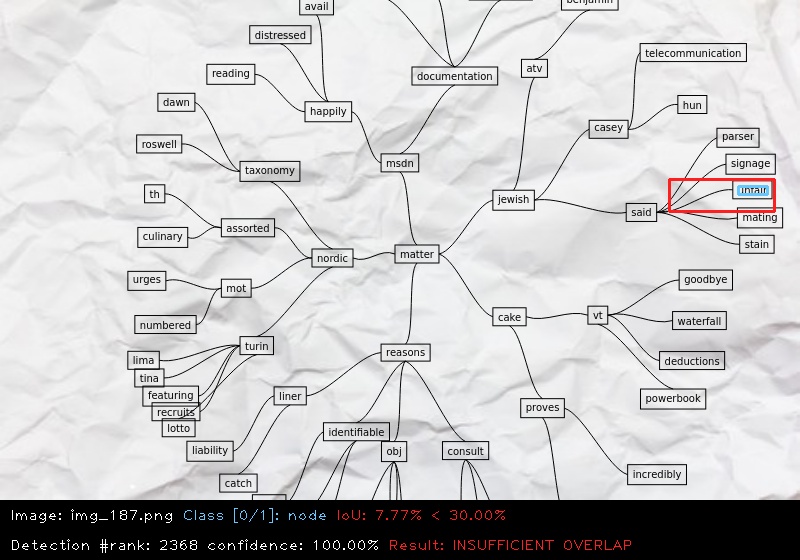 avail
benjamin
distressed
telecommunication
reading
documentation
atv
dawn
happily
casey
hun
roswell
parser
taxonomy
msdn
signage
th
jewish
unfair
said
mating
assorted
culinary
stain
nordic
matter
urges
mot
goodbye
numbered
cake
vt
waterfall
turin
reasons
lima
deductions
tina
featuring
liner
powerbook
recruits
proves
lotto
identifiable
liability
obj
consult
incredibly
catch
Image: img_187.png Class [0/1]: node IoU: 7.77% < 30.00%
Detection #rank: 2368 confidence: 100.00% Result: INSUFFICIENT OVERLAP